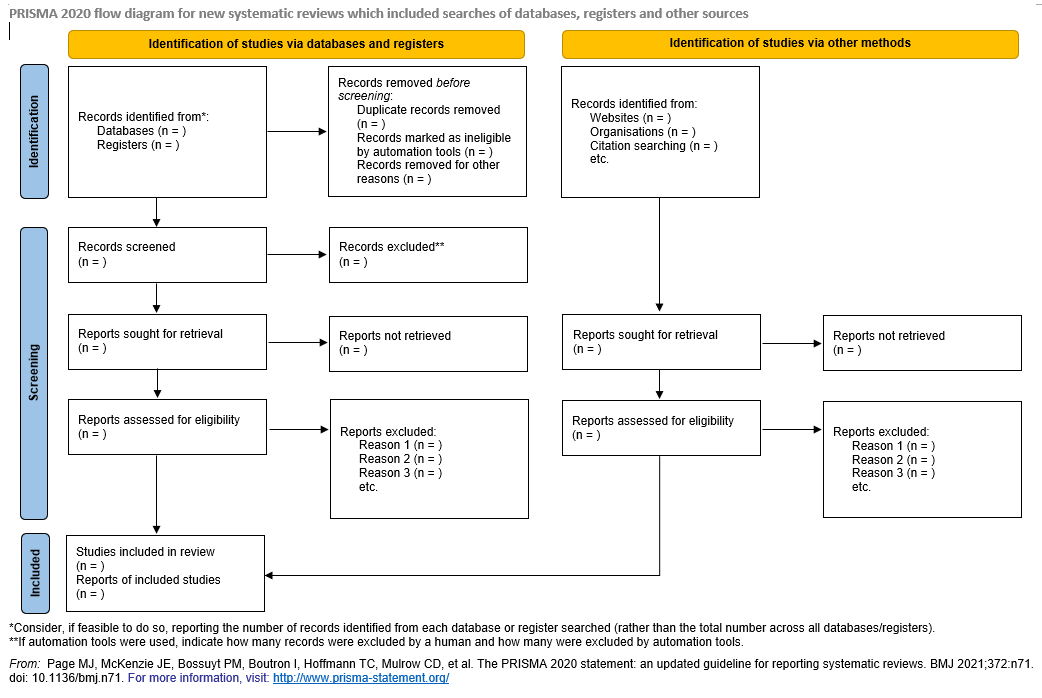 PRISMA 2020 flow diagram for new systematic reviews which included searches of databases, registers and other sources
Identification of studies via databases and registers
Identification of studies via other methods
Identification
Records identified from*:
Databases (n = )
Registers (n = )
Records removed before
screening:
Duplicate records removed
(n = )
Records marked as ineligible
by automation tools (n = )
Records removed for other
reasons (n = )
Records identified from:
Websites (n = )
Organisations (n = )
Citation searching (n = )
etc.
Screening
Records screened
(n = )
Records excluded**
(n = )
Reports sought for retrieval
(n = )
Reports not retrieved
(n = )
Reports sought for retrieval
(n = )
Reports not retrieved
(n = )
Reports assessed for eligibility
(n = )
Reports excluded:
Reason 1 (n = )
Reason 2 (n = )
Reason 3 (n = )
etc.
Reports assessed for eligibility
(n = )
Reports excluded:
Reason 1 (n = )
Reason 2 (n = )
Reason 3 (n = )
etc.
Included
Studies included in review
(n = )
Reports of included studies
(n = )
*Consider, if feasible to do so, reporting the number of records identified from each database or register searched (rather than the total number across all databases/registers).
**If automation tools were used, indicate how many records were excluded by a human and how many were excluded by automation tools.
From: Page MJ, McKenzie JE, Bossuyt PM, Boutron I, Hoffmann TC, Mulrow CD, et al. The PRISMA 2020 statement: an updated guideline for reporting systematic reviews. BMJ 2021;372:n71.
doi: 10.1136/bmj.n71. For more information, visit: http://www.prisma-statement.org/